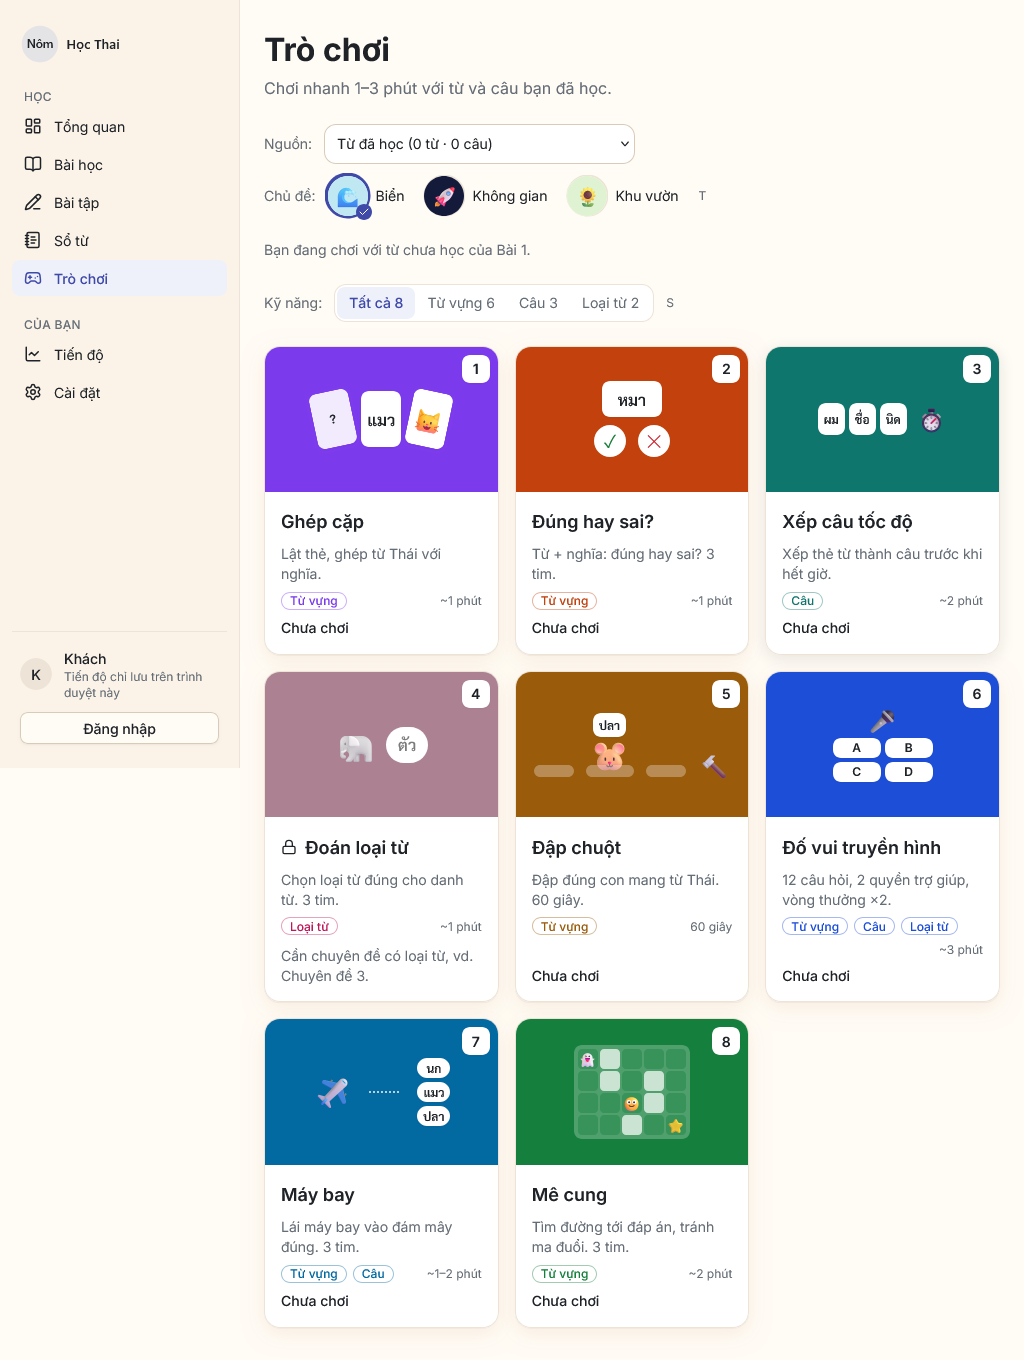 Nôm
Học Thai
HỌC
Tổng quan
Bài học
Bài tập
Sổ từ
Trò chơi
CỦA BẠN
Tiến độ
Cài đặt
K
Khách
Tiến độ chỉ lưu trên trình
duyệt này
Đăng nhập
Trò chơi
Chơi nhanh 1–3 phút với từ và câu bạn đã học.
Nguồn:
Từ đã học (0 từ · 0 câu)
Chủ đề:
Biển
Không gian
Khu vườn
T
Bạn đang chơi với từ chưa học của Bài 1.
Kỹ năng:
Tất cả 8
Từ vựng 6
Câu 3
Loại từ 2
S
1
?
แมว
Ghép cặp
Lật thẻ, ghép từ Thái với
nghĩa.
Từ vựng
~1 phút
Chưa chơi
2
หมา
Đúng hay sai?
Từ + nghĩa: đúng hay sai? 3
tim.
Từ vựng
~1 phút
Chưa chơi
3
ผม
ชื่อ
นิด
Xếp câu tốc độ
Xếp thẻ từ thành câu trước khi
hết giờ.
Câu
~2 phút
Chưa chơi
4
ตัว
Đoán loại từ
Chọn loại từ đúng cho danh
từ. 3 tim.
Loại từ
~1 phút
Cần chuyên đề có loại từ, vd.
Chuyên đề 3.
5
ปลา
Đập chuột
Đập đúng con mang từ Thái.
60 giây.
Từ vựng
60 giây
Chưa chơi
6
A
B
C
D
Đố vui truyền hình
12 câu hỏi, 2 quyền trợ giúp,
vòng thưởng ×2.
Từ vựng
Câu
Loại từ
~3 phút
Chưa chơi
7
นก
แมว
ปลา
Máy bay
Lái máy bay vào đám mây
đúng. 3 tim.
Từ vựng
Câu
~1–2 phút
Chưa chơi
8
Mê cung
Tìm đường tới đáp án, tránh
ma đuổi. 3 tim.
Từ vựng
~2 phút
Chưa chơi